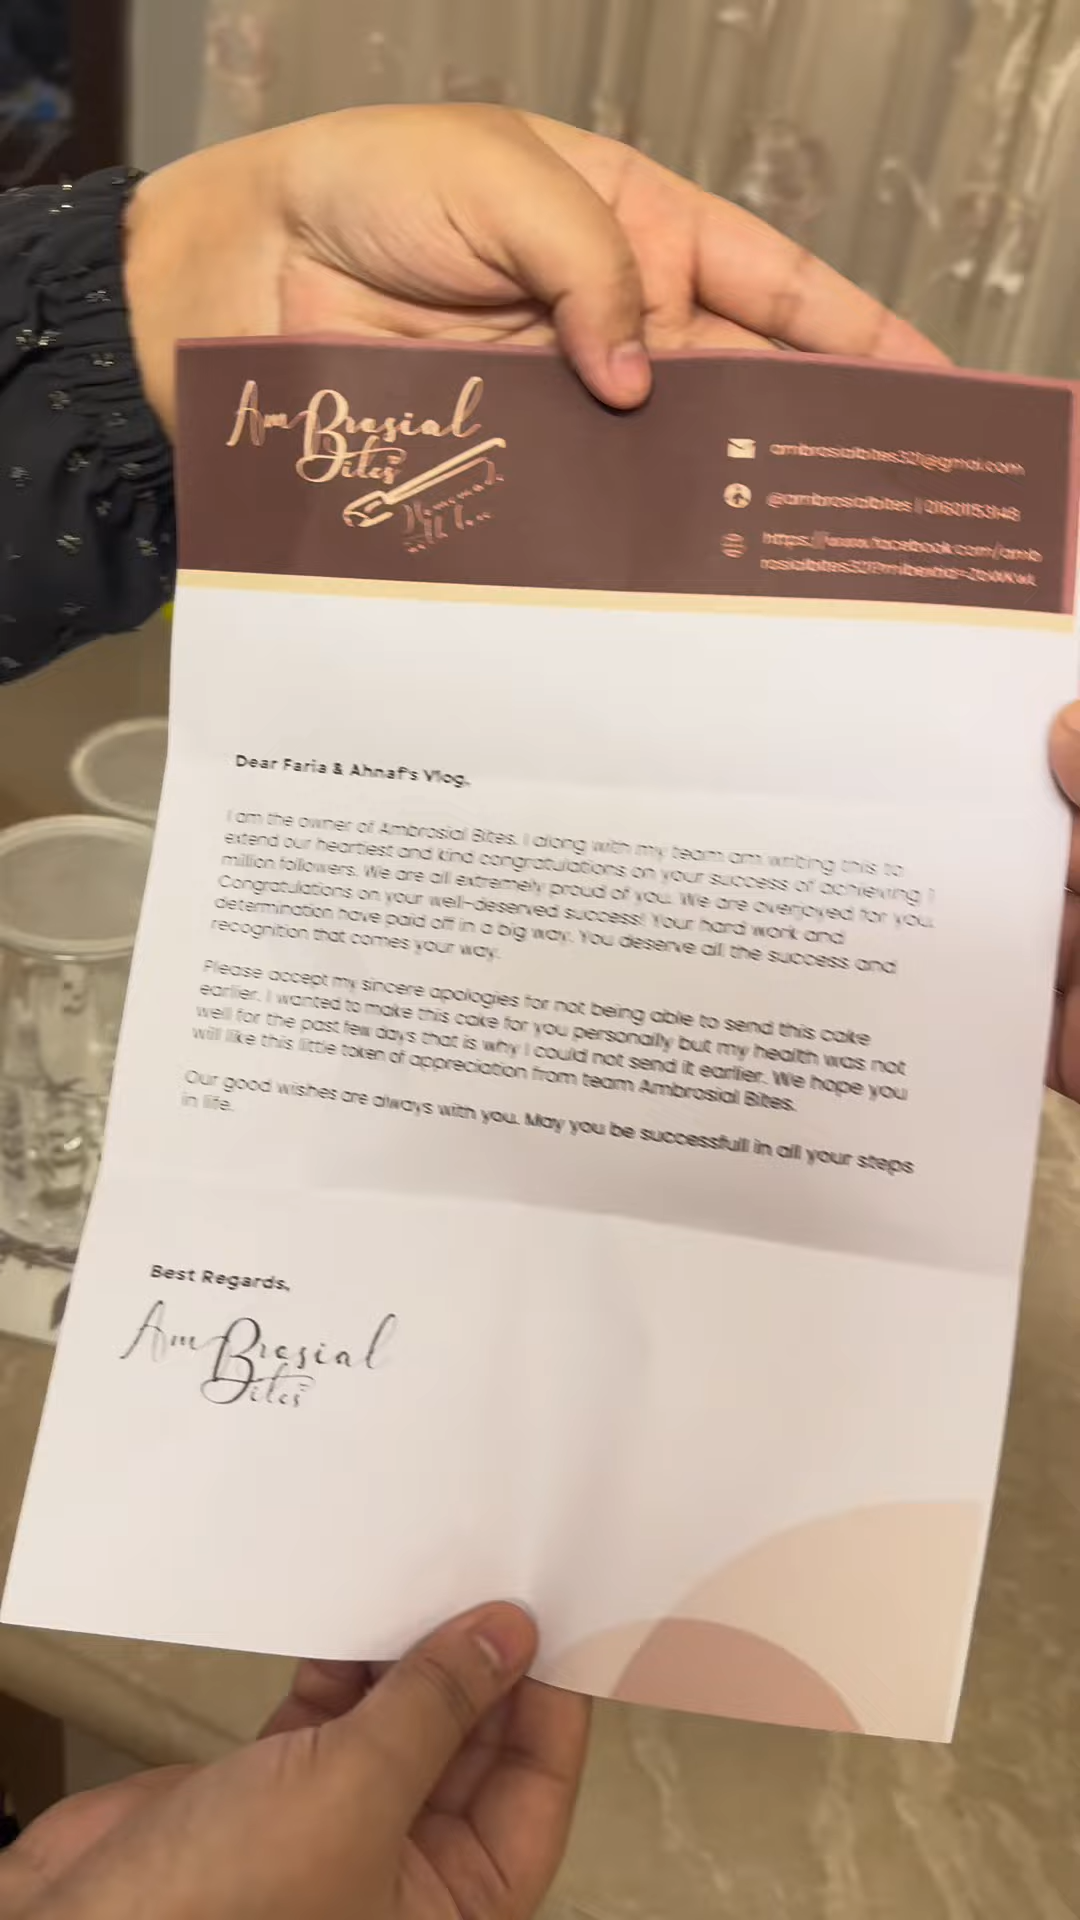 AmBrosial
Bites
ambrosialbites321@gmail.com
@ambrosialbites |
https://www.facebook.com/amb
Dear Faria & Ahnaf's Vlog,
I am the owner of Ambrosial Bites. I along with my team am writing this to
extend our heartiest and kind congratulations on your success of achieving 1
million followers. We are all extremely proud of you. We are overjoyed for you.
Congratulations on your well-deserved success! Your hard work and
determination have paid off in a big way. You deserve all the success and
recognition that comes your way.
Please accept my sincere apologies for not being able to send this cake
earlier. I wanted to make this cake for you personally but my health was not
well for the past few days that is why I could not send it earlier. We hope you
will like this little token of appreciation from team Ambrosial Bites.
Our good wishes are always with you. May you be successfull in all your steps
in life.
Best Regards,
AmBrosial
Bites